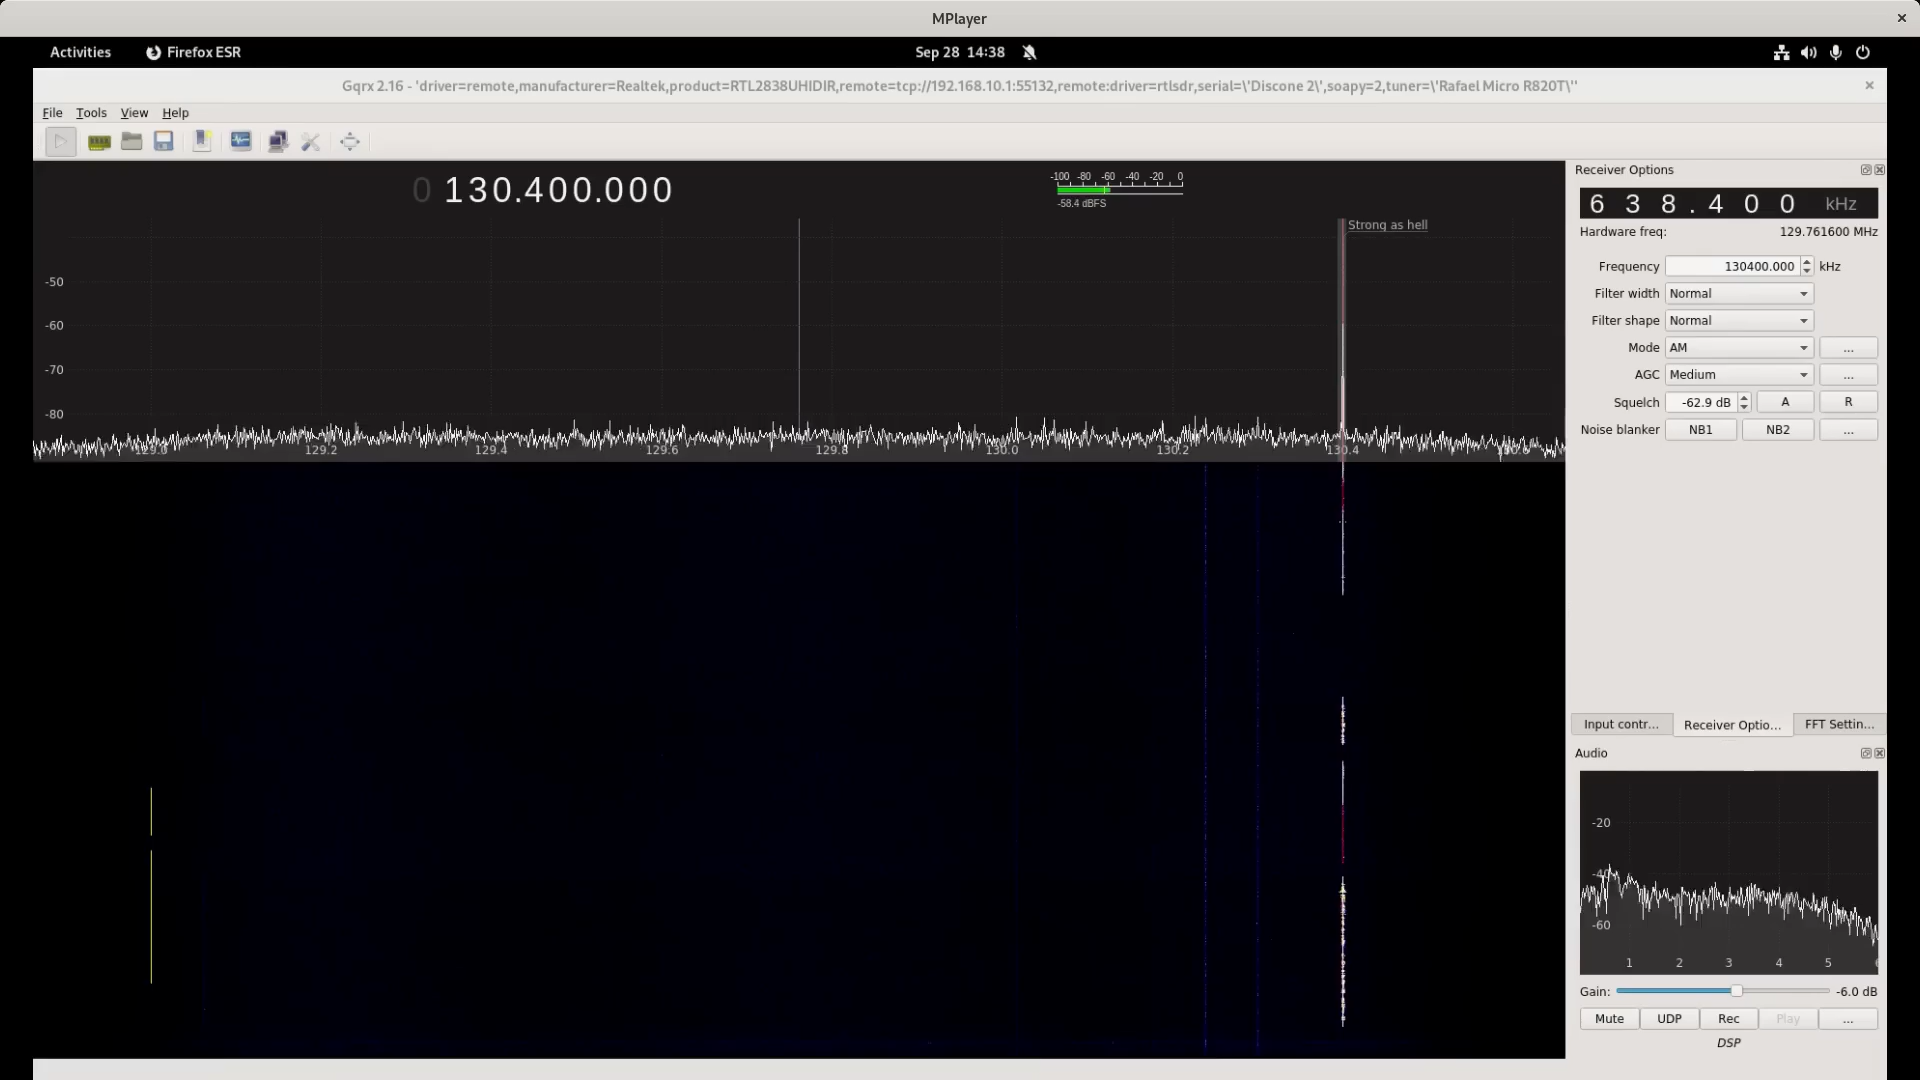 MPlayer ×
Activities Firefox ESR Sep 28 14:38
Gqrx 2.16 - 'driver=remote,manufacturer=Realtek,product=RTL2838UHIDIR,remote=tcp://192.168.10.1:55132,remote:driver=rtlsdr,serial=\'Discone 2\',soapy=2,tuner=\'Rafael Micro R820T\'' ×
File Tools View Help
0 130.400.000
-100 -80 -60 -40 -20 0
-58.4 dBFS
Strong as hell
-50
-60
-70
-80
129.0 129.2 129.4 129.6 129.8 130.0 130.2 130.4 130.6
Receiver Options
638.400 kHz
Hardware freq: 129.761600 MHz
Frequency 130400.000 kHz
Filter width Normal
Filter shape Normal
Mode AM ...
AGC Medium ...
Squelch -62.9 dB A R
Noise blanker NB1 NB2 ...
Input contr... Receiver Optio... FFT Settin...
Audio
-20
-40
-60
1 2 3 4 5 6
Gain: -6.0 dB
Mute UDP Rec Play ...
DSP